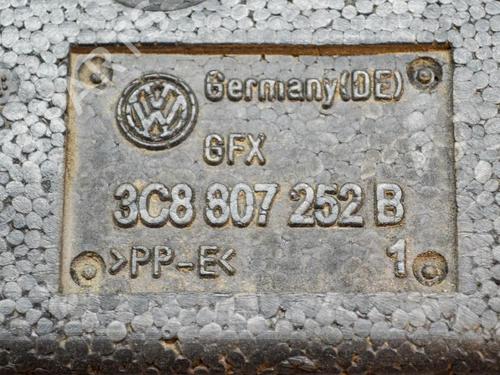 Germany(DE)
GFX
3C8 807 252 B
>PP-E< 1